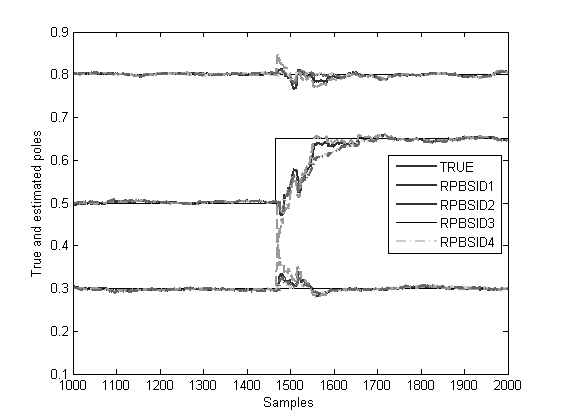 0.9
0.8
0.7
0.6
0.5
0.4
0.3
0.2
0.1
True and estimated poles
TRUE
RPBSID1
RPBSID2
RPBSID3
RPBSID4
1000 1100 1200 1300 1400 1500 1600 1700 1800 1900 2000
Samples